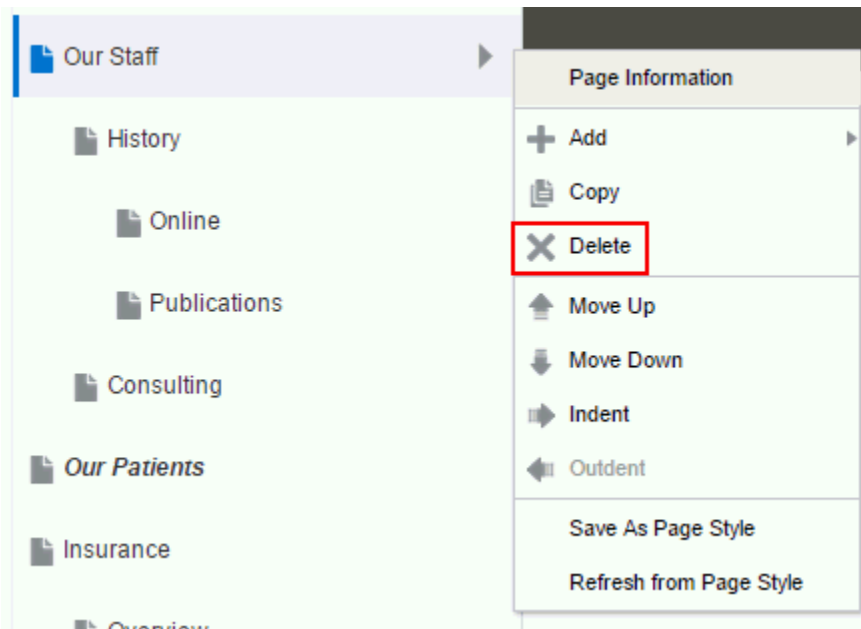 Our Staff
History
Online
Publications
Consulting
Our Patients
Insurance
Overview
Page Information
Add
Copy
Delete
Move Up
Move Down
Indent
Outdent
Save As Page Style
Refresh from Page Style